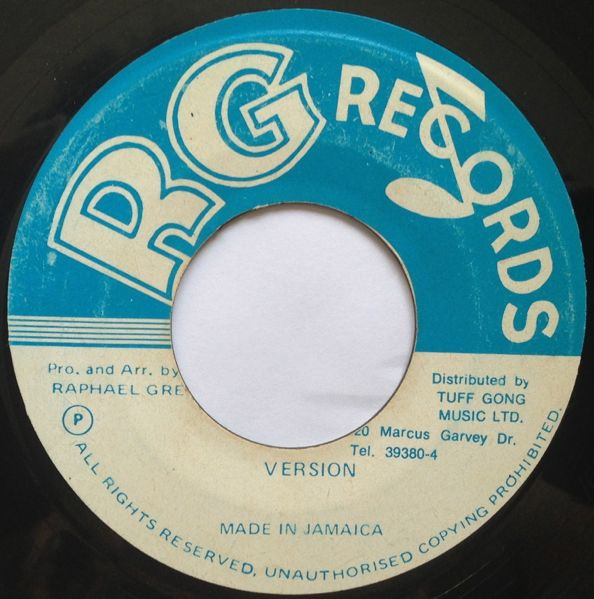 RG RECORDS
Pro. and Arr. by
RAPHAEL GRE
Distributed by
TUFF GONG
MUSIC LTD.
20 Marcus Garvey Dr.
Tel. 39380-4
P
VERSION
MADE IN JAMAICA
ALL RIGHTS RESERVED, UNAUTHORISED COPYING PROHIBITED.